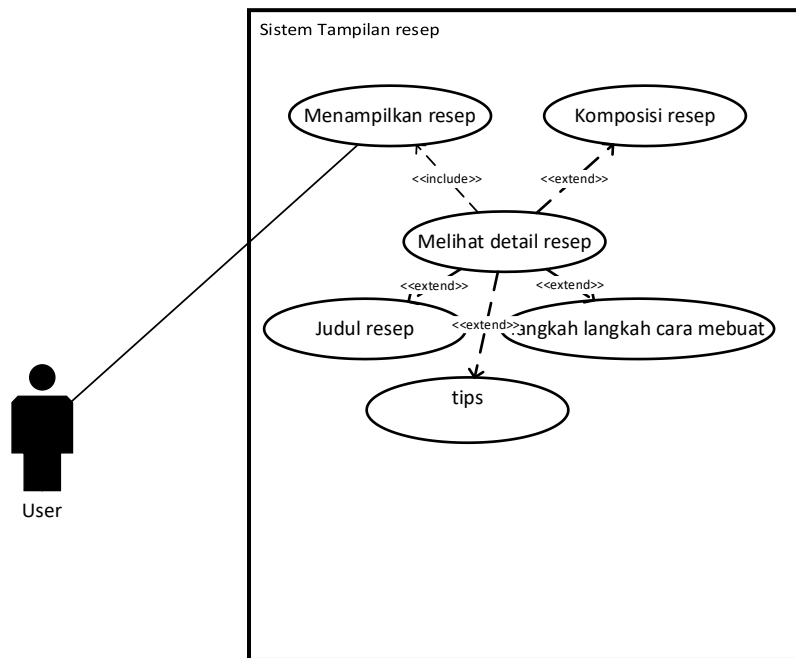 Sistem Tampilan resep
Menampilkan resep
Komposisi resep
<<include>>
<<extend>>
Melihat detail resep
<<extend>>
<<extend>>
Judul resep
<<extend>>
langkah cara mebuat
tips
User